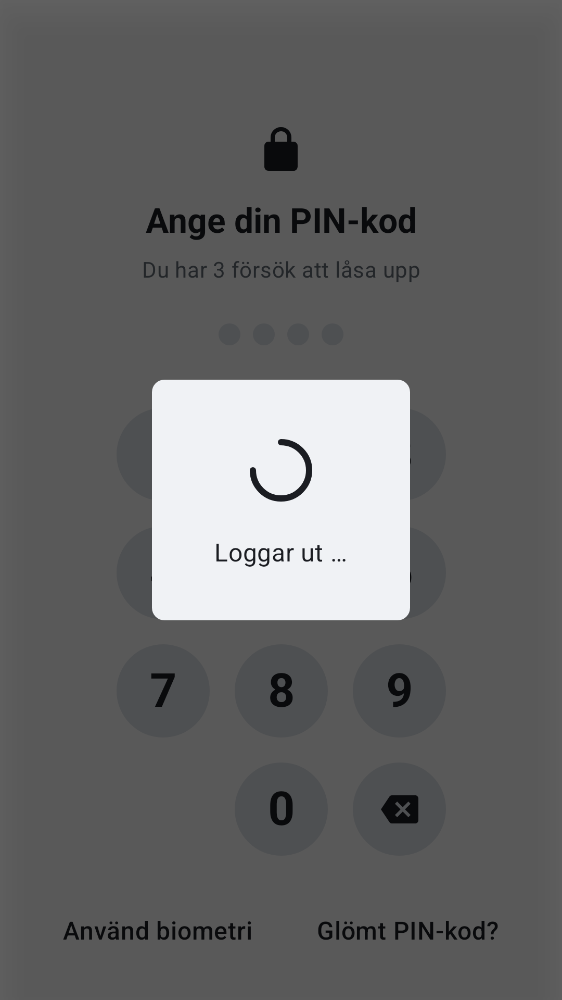 Ange din PIN-kod
Du har 3 försök att låsa upp
Loggar ut ...
7 8 9
0
Använd biometri Glömt PIN-kod?